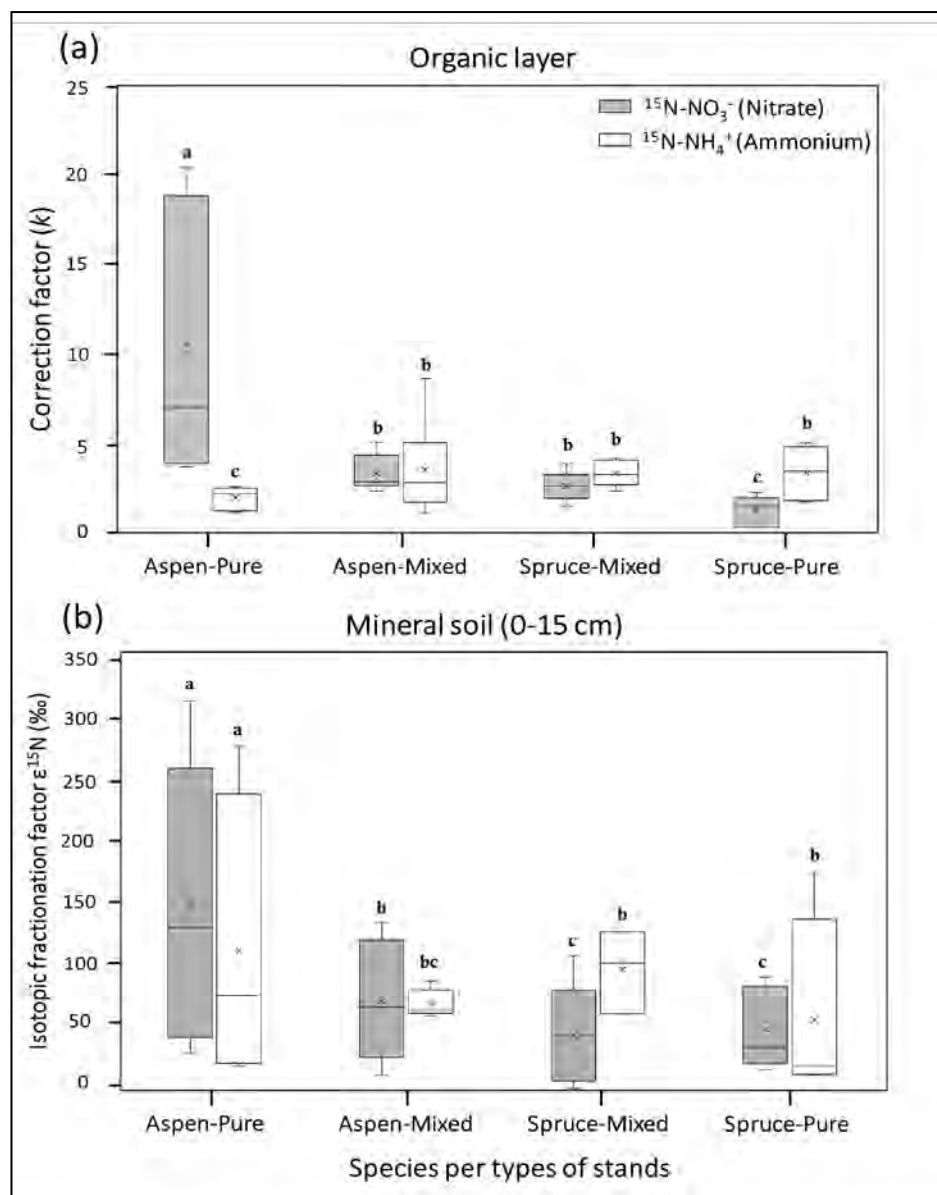 (a)
Organic layer
25
20
15
10
5
0
Correction factor (k)
¹⁵N-NO₃⁻ (Nitrate)
¹⁵N-NH₄⁺ (Ammonium)
a
c
b
b
b
b
c
b
Aspen-Pure Aspen-Mixed Spruce-Mixed Spruce-Pure
(b)
Mineral soil (0-15 cm)
350
300
250
200
150
100
50
0
Isotopic fractionation factor ε¹⁵N (‰)
a
a
b
bc
c
b
c
b
Aspen-Pure Aspen-Mixed Spruce-Mixed Spruce-Pure
Species per types of stands